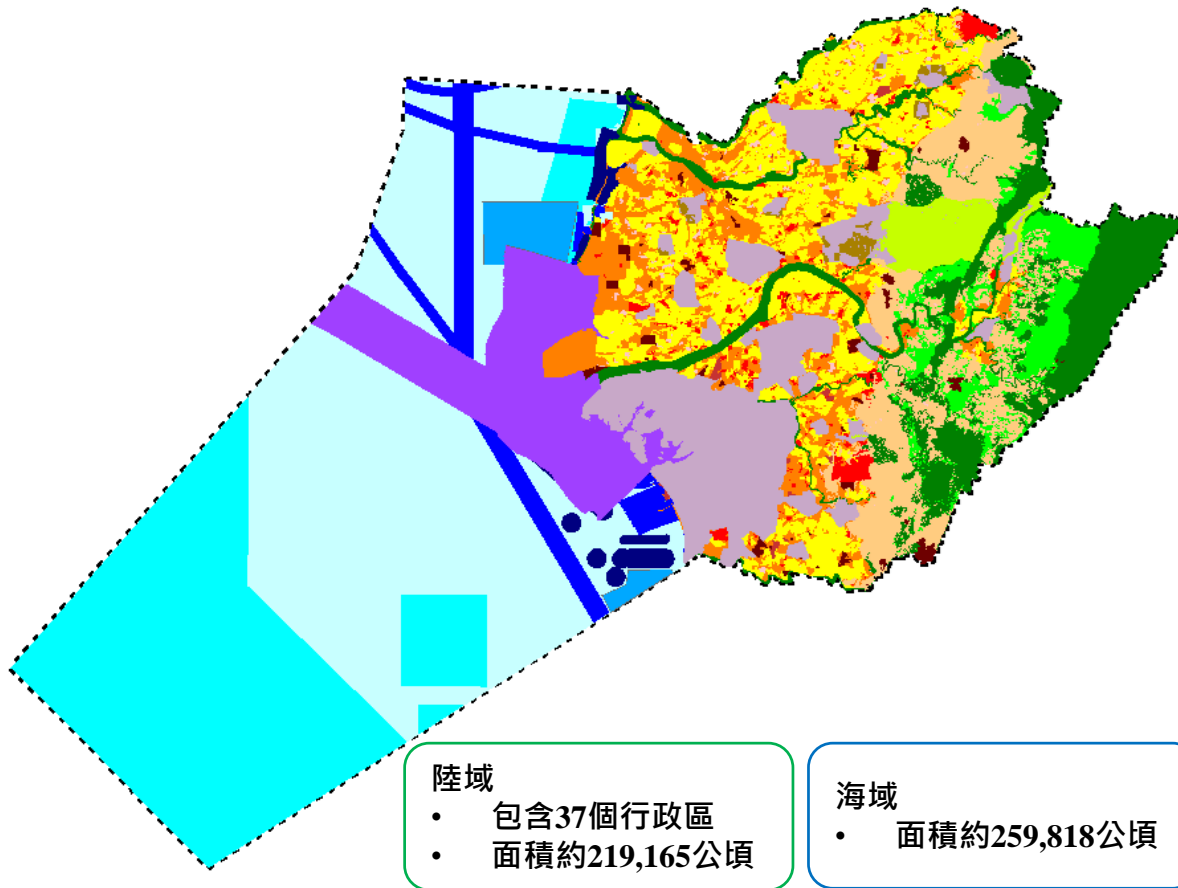 陸域
• 包含37個行政區
• 面積約219,165公頃
海域
• 面積約259,818公頃